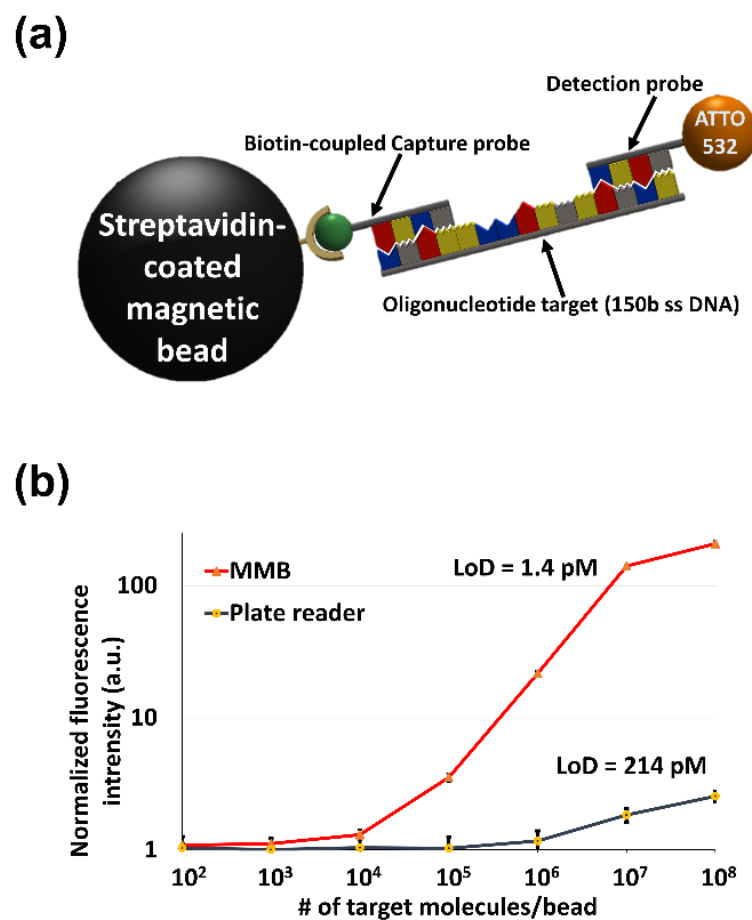 (a)
Detection probe
ATTO
532
Biotin-coupled Capture probe
Streptavidin-
coated
magnetic
bead
Oligonucleotide target (150b ss DNA)
(b)
Normalized fluorescence
intrensity (a.u.)
100
10
1
MMB
Plate reader
LoD = 1.4 pM
LoD = 214 pM
10² 10³ 10⁴ 10⁵ 10⁶ 10⁷ 10⁸
# of target molecules/bead